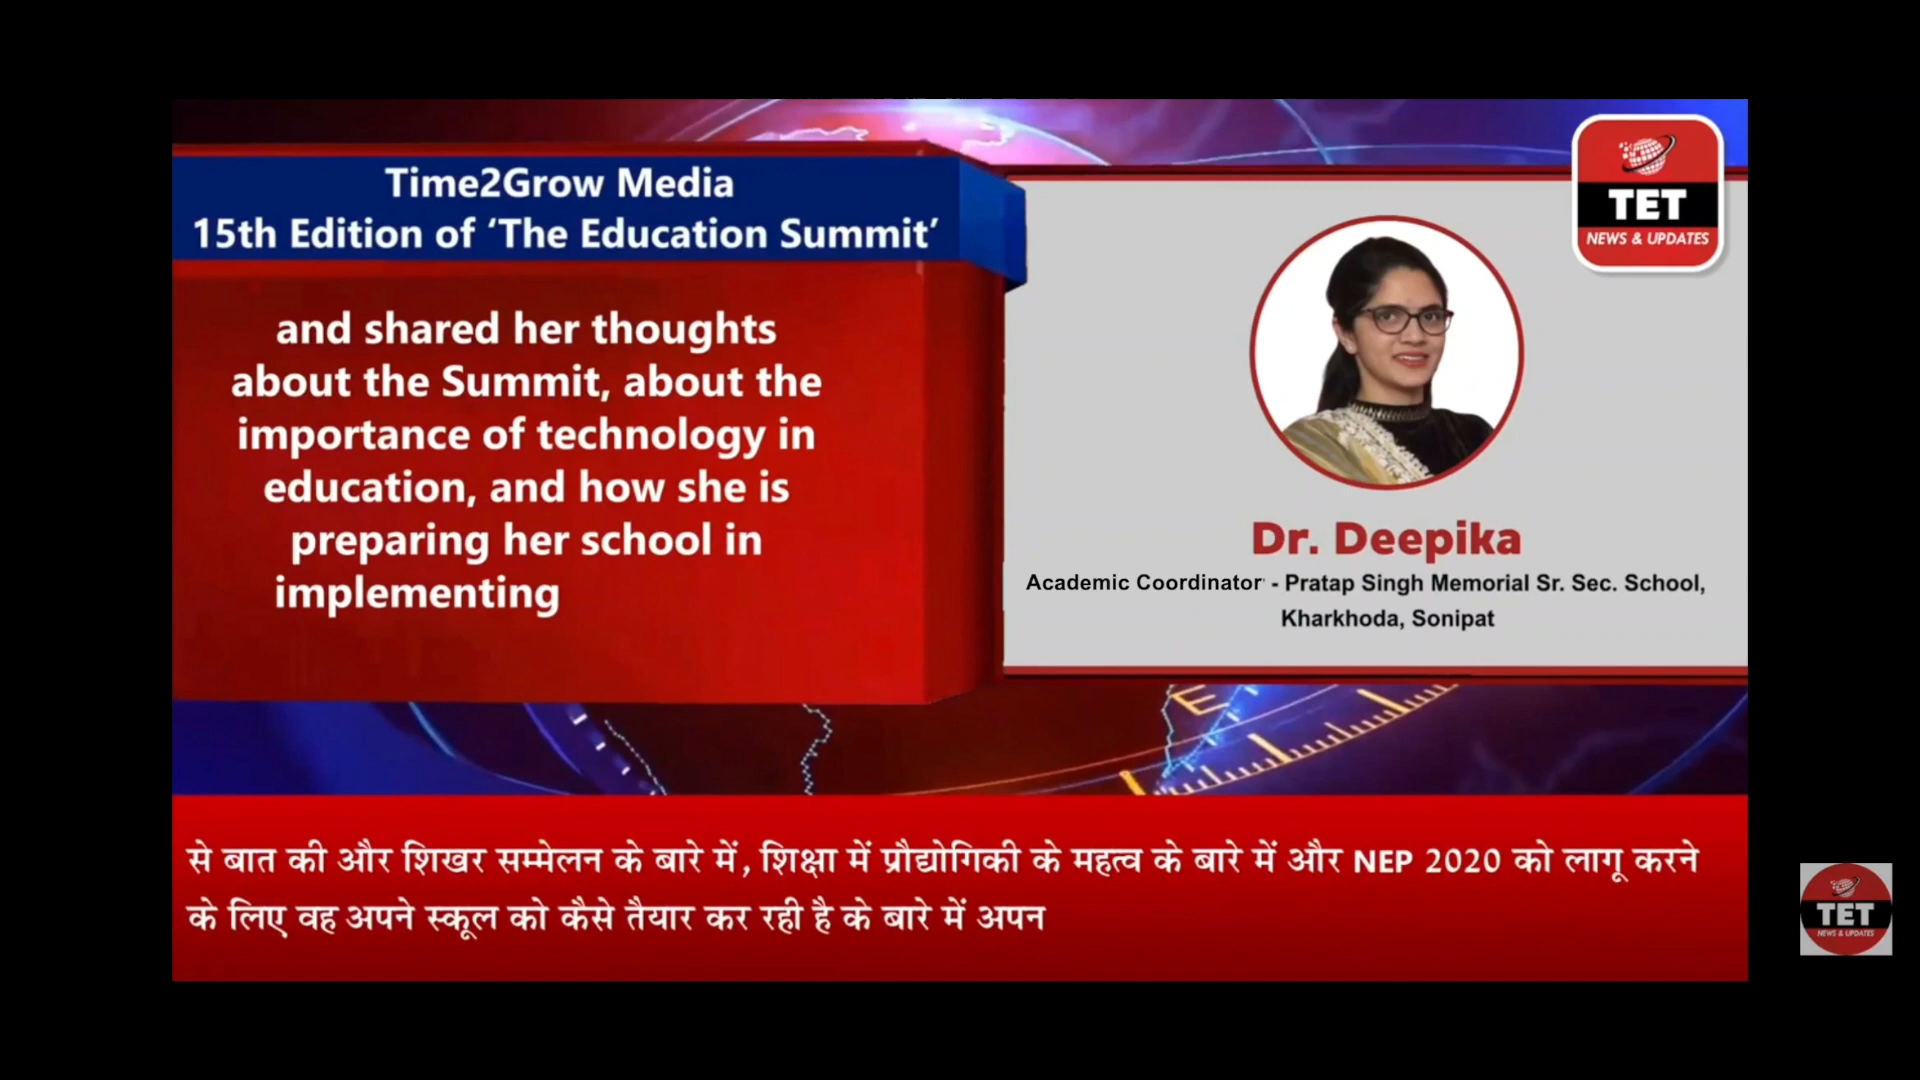 Time2Grow Media
15th Edition of ‘The Education Summit’
and shared her thoughts
about the Summit, about the
importance of technology in
education, and how she is
preparing her school in
implementing
TET
NEWS & UPDATES
Dr. Deepika
Academic Coordinator - Pratap Singh Memorial Sr. Sec. School,
Kharkhoda, Sonipat
से बात की और शिखर सम्मेलन के बारे में, शिक्षा में प्रौद्योगिकी के महत्व के बारे में और NEP 2020 को लागू करने
के लिए वह अपने स्कूल को कैसे तैयार कर रही है के बारे में अपन
TET
NEWS & UPDATES